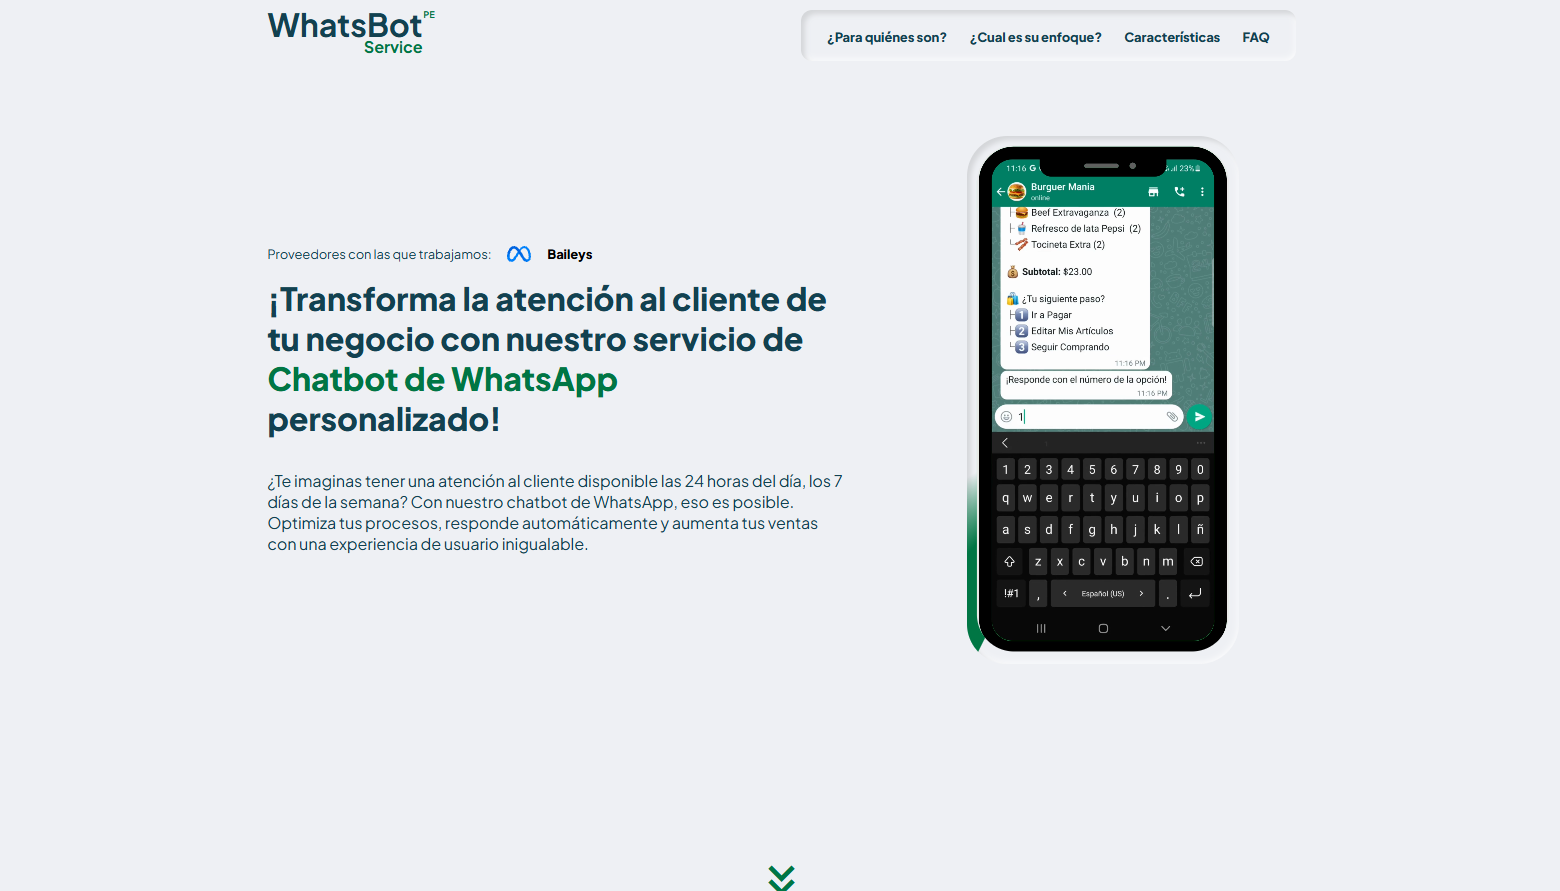 WhatsBot PE
Service
¿Para quiénes son? ¿Cual es su enfoque? Características FAQ
Proveedores con las que trabajamos: Baileys
¡Transforma la atención al cliente de
tu negocio con nuestro servicio de
Chatbot de WhatsApp
personalizado!
¿Te imaginas tener una atención al cliente disponible las 24 horas del día, los 7
días de la semana? Con nuestro chatbot de WhatsApp, eso es posible.
Optimiza tus procesos, responde automáticamente y aumenta tus ventas
con una experiencia de usuario inigualable.
11:16 G 23%
Burguer Mania
online
Beef Extravaganza (2)
Refresco de lata Pepsi (2)
Tocineta Extra (2)
Subtotal: $23.00
¿Tu siguiente paso?
1 Ir a Pagar
2 Editar Mis Artículos
3 Seguir Comprando
11:16 PM
¡Responde con el número de la opción!
11:16 PM
1
1 2 3 4 5 6 7 8 9 0
q w e r t y u i o p
a s d f g h j k l ñ
z x c v b n m
!#1 , < Español (US) > .